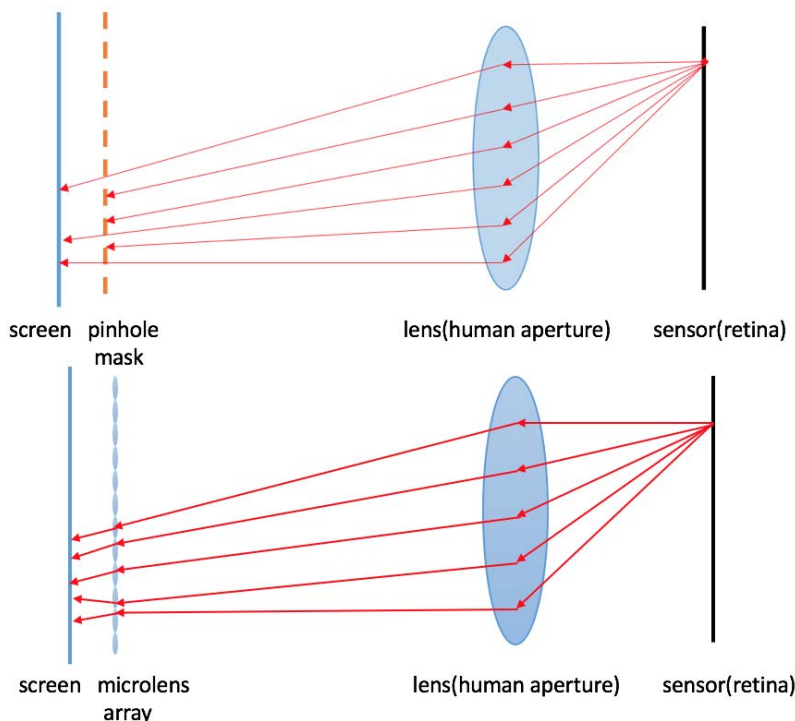 screen pinhole mask lens(human aperture) sensor(retina)
screen microlens array lens(human aperture) sensor(retina)